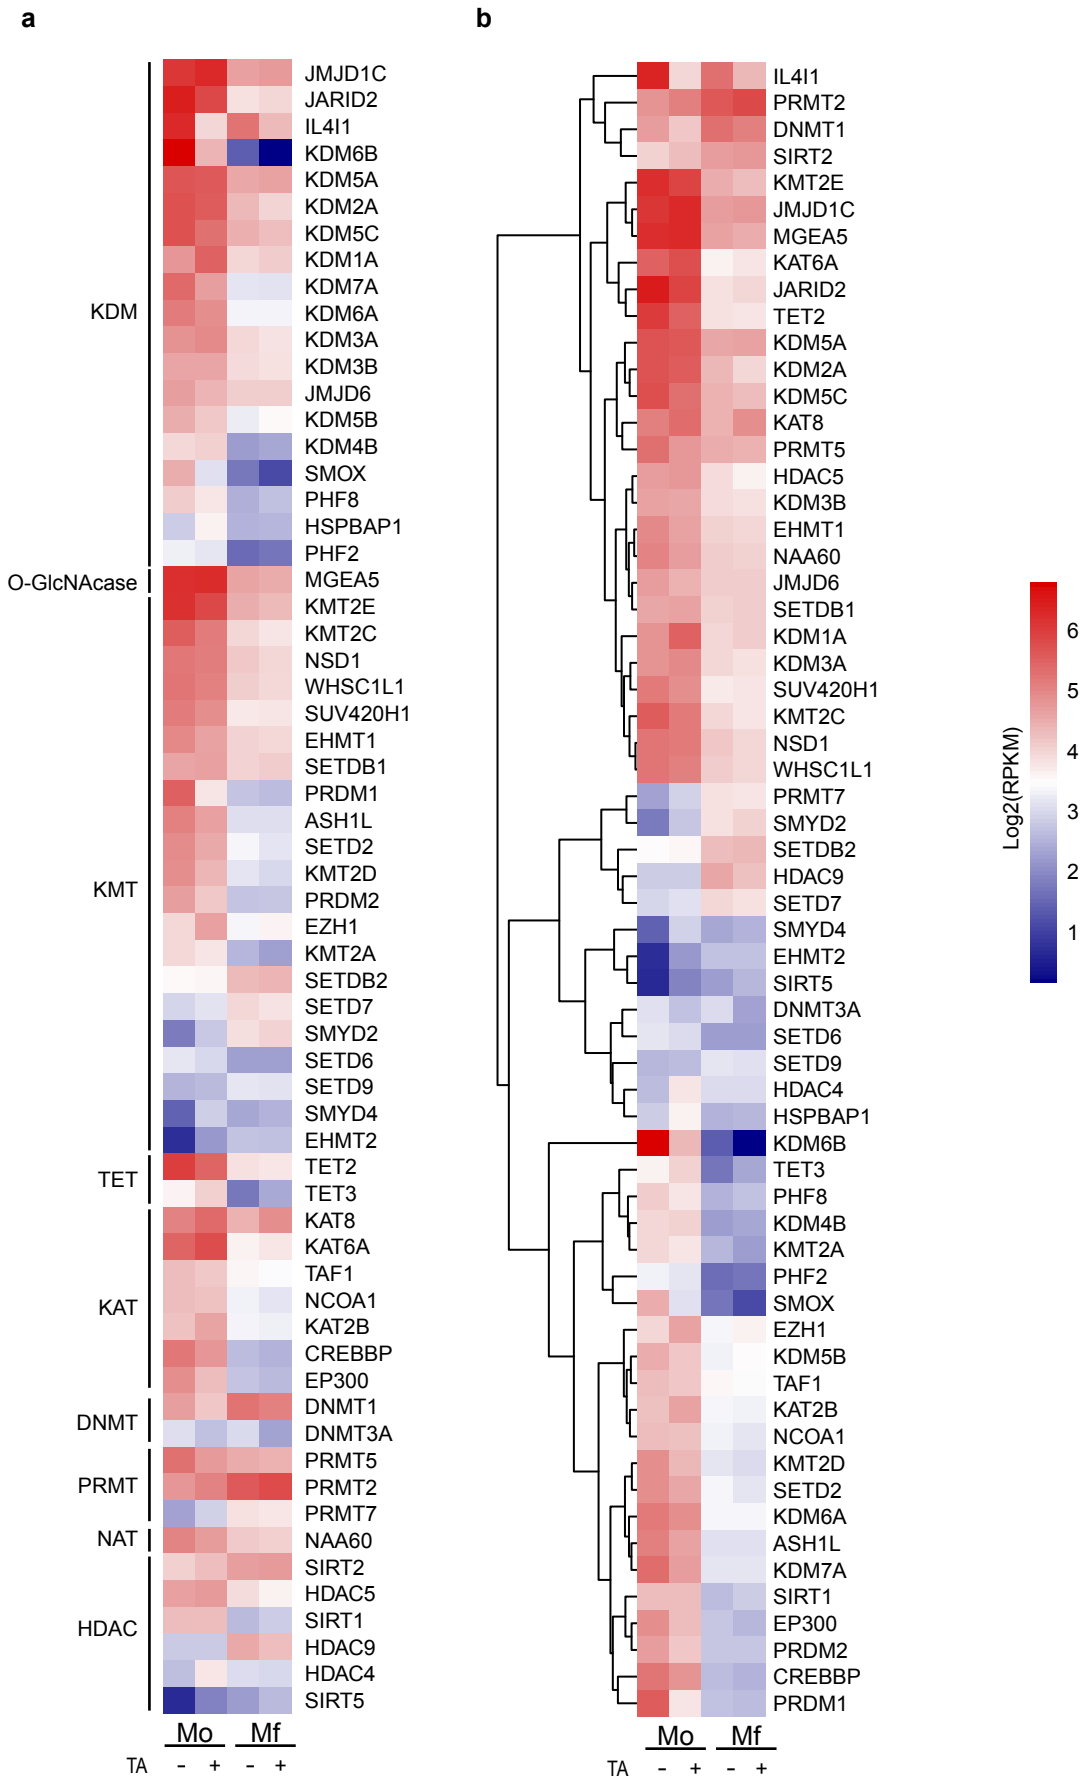 a
JMJD1C
JARID2
IL4I1
KDM6B
KDM5A
KDM2A
KDM5C
KDM1A
KDM7A
KDM6A
KDM3A
KDM3B
JMJD6
KDM5B
KDM4B
SMOX
PHF8
HSPBAP1
PHF2
MGEA5
KMT2E
KMT2C
NSD1
WHSC1L1
SUV420H1
EHMT1
SETDB1
PRDM1
ASH1L
SETD2
KMT2D
PRDM2
EZH1
KMT2A
SETDB2
SETD7
SMYD2
SETD6
SETD9
SMYD4
EHMT2
TET2
TET3
KAT8
KAT6A
TAF1
NCOA1
KAT2B
CREBBP
EP300
DNMT1
DNMT3A
PRMT5
PRMT2
PRMT7
NAA60
SIRT2
HDAC5
SIRT1
HDAC9
HDAC4
SIRT5
KDM
O-GlcNAcase
KMT
TET
KAT
DNMT
PRMT
NAT
HDAC
Mo Mf
TA - + - +
b
IL4I1
PRMT2
DNMT1
SIRT2
KMT2E
JMJD1C
MGEA5
KAT6A
JARID2
TET2
KDM5A
KDM2A
KDM5C
KAT8
PRMT5
HDAC5
KDM3B
EHMT1
NAA60
JMJD6
SETDB1
KDM1A
KDM3A
SUV420H1
KMT2C
NSD1
WHSC1L1
PRMT7
SMYD2
SETDB2
HDAC9
SETD7
SMYD4
EHMT2
SIRT5
DNMT3A
SETD6
SETD9
HDAC4
HSPBAP1
KDM6B
TET3
PHF8
KDM4B
KMT2A
PHF2
SMOX
EZH1
KDM5B
TAF1
KAT2B
NCOA1
KMT2D
SETD2
KDM6A
ASH1L
KDM7A
SIRT1
EP300
PRDM2
CREBBP
PRDM1
Mo Mf
TA - + - +
Log2(RPKM)
6
5
4
3
2
1